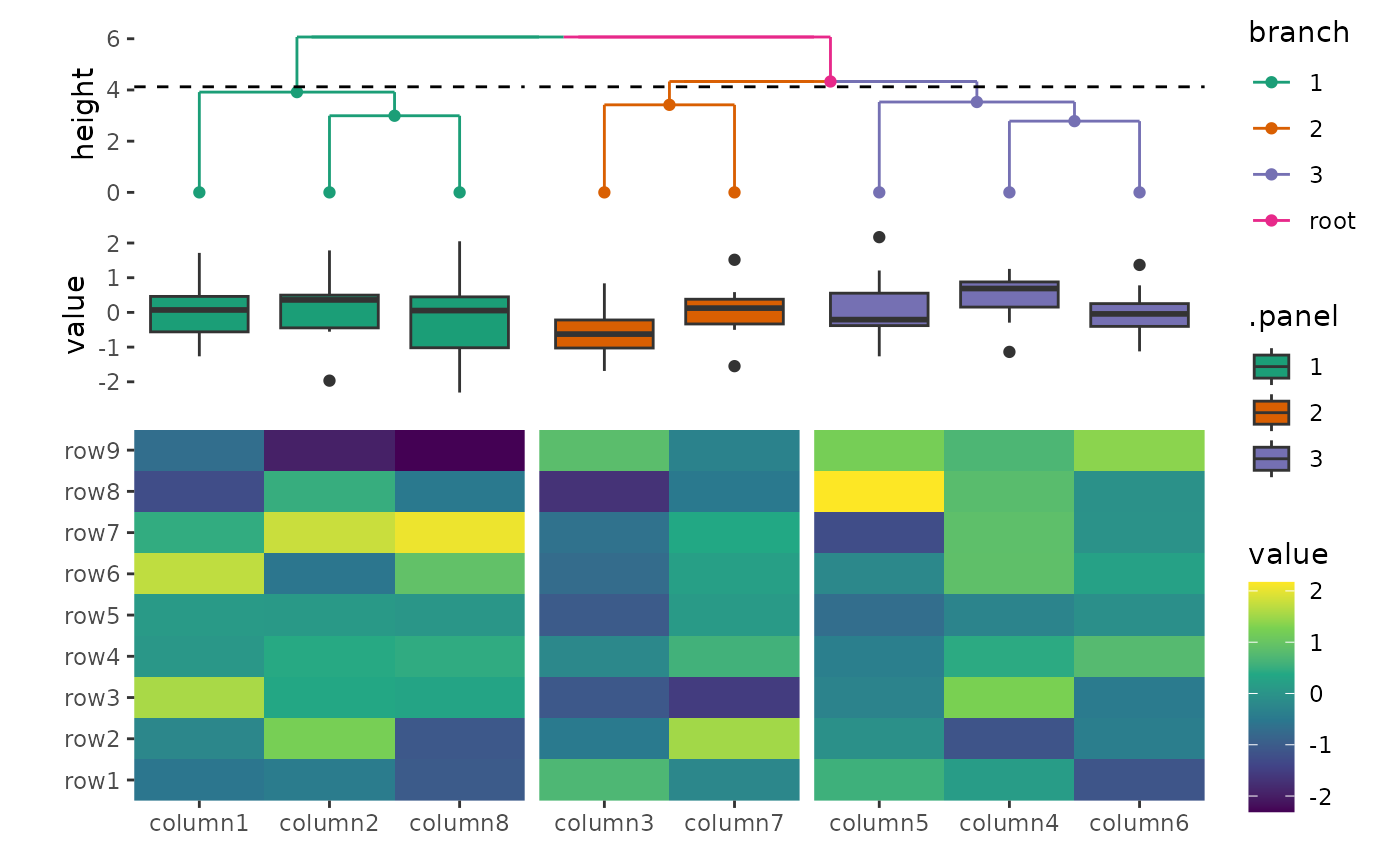 height
6
4
2
0
value
2
1
0
-1
-2
row9
row8
row7
row6
row5
row4
row3
row2
row1
column1 column2 column8 column3 column7 column5 column4 column6
branch
1
2
3
root
.panel
1
2
3
value
2
1
0
-1
-2